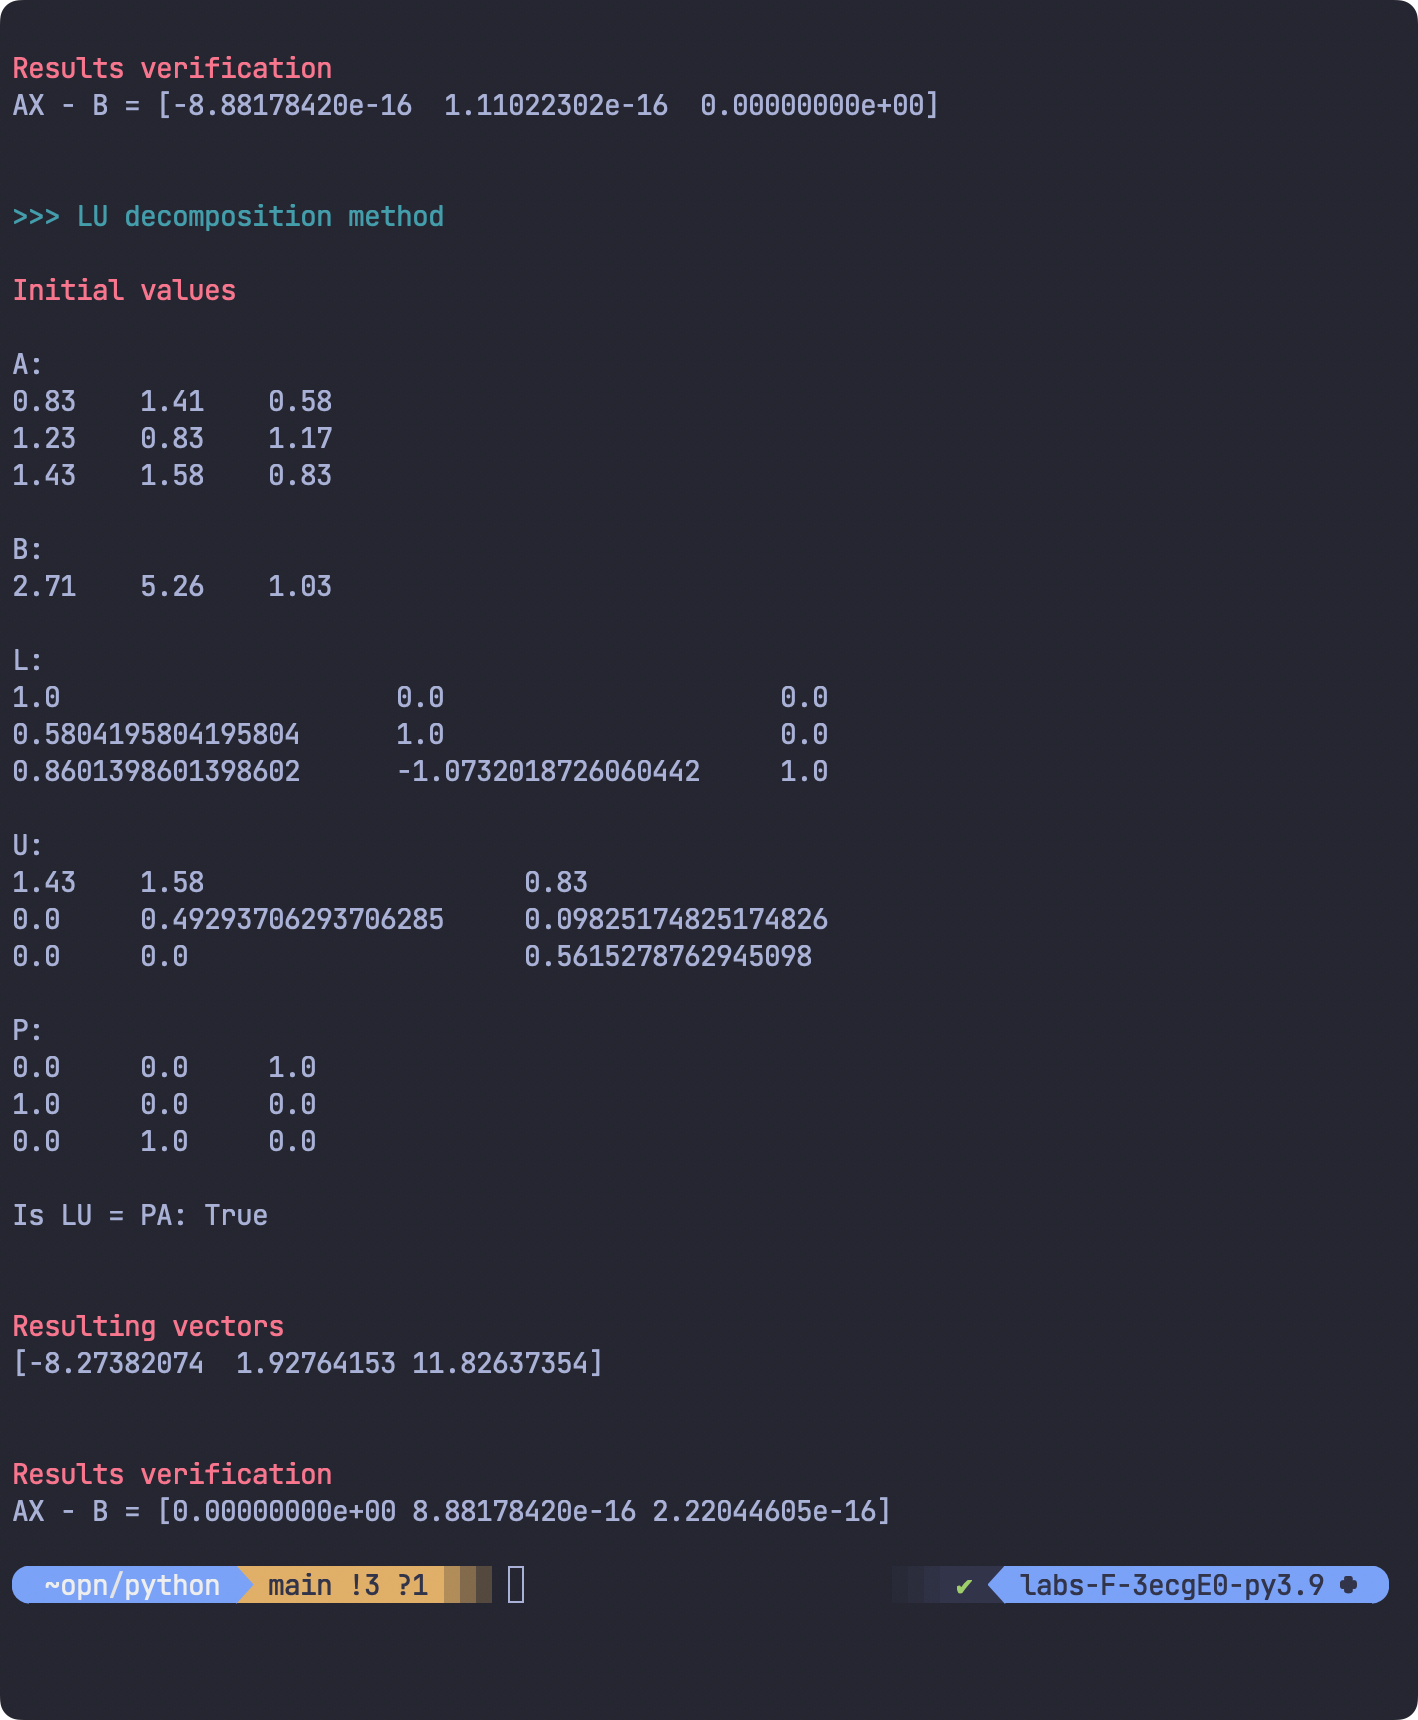 Results verification
AX - B = [-8.88178420e-16  1.11022302e-16  0.00000000e+00]
>>> LU decomposition method
Initial values
A:
0.83    1.41    0.58
1.23    0.83    1.17
1.43    1.58    0.83
B:
2.71    5.26    1.03
L:
1.0                     0.0                     0.0
0.5804195804195804      1.0                     0.0
0.8601398601398602      -1.0732018726060442     1.0
U:
1.43    1.58                    0.83
0.0     0.49293706293706285     0.09825174825174826
0.0     0.0                     0.5615278762945098
P:
0.0     0.0     1.0
1.0     0.0     0.0
0.0     1.0     0.0
Is LU = PA: True
Resulting vectors
[-8.27382074  1.92764153 11.82637354]
Results verification
AX - B = [0.00000000e+00 8.88178420e-16 2.22044605e-16]
~opn/python main !3 ?1 ✔ labs-F-3ecgE0-py3.9